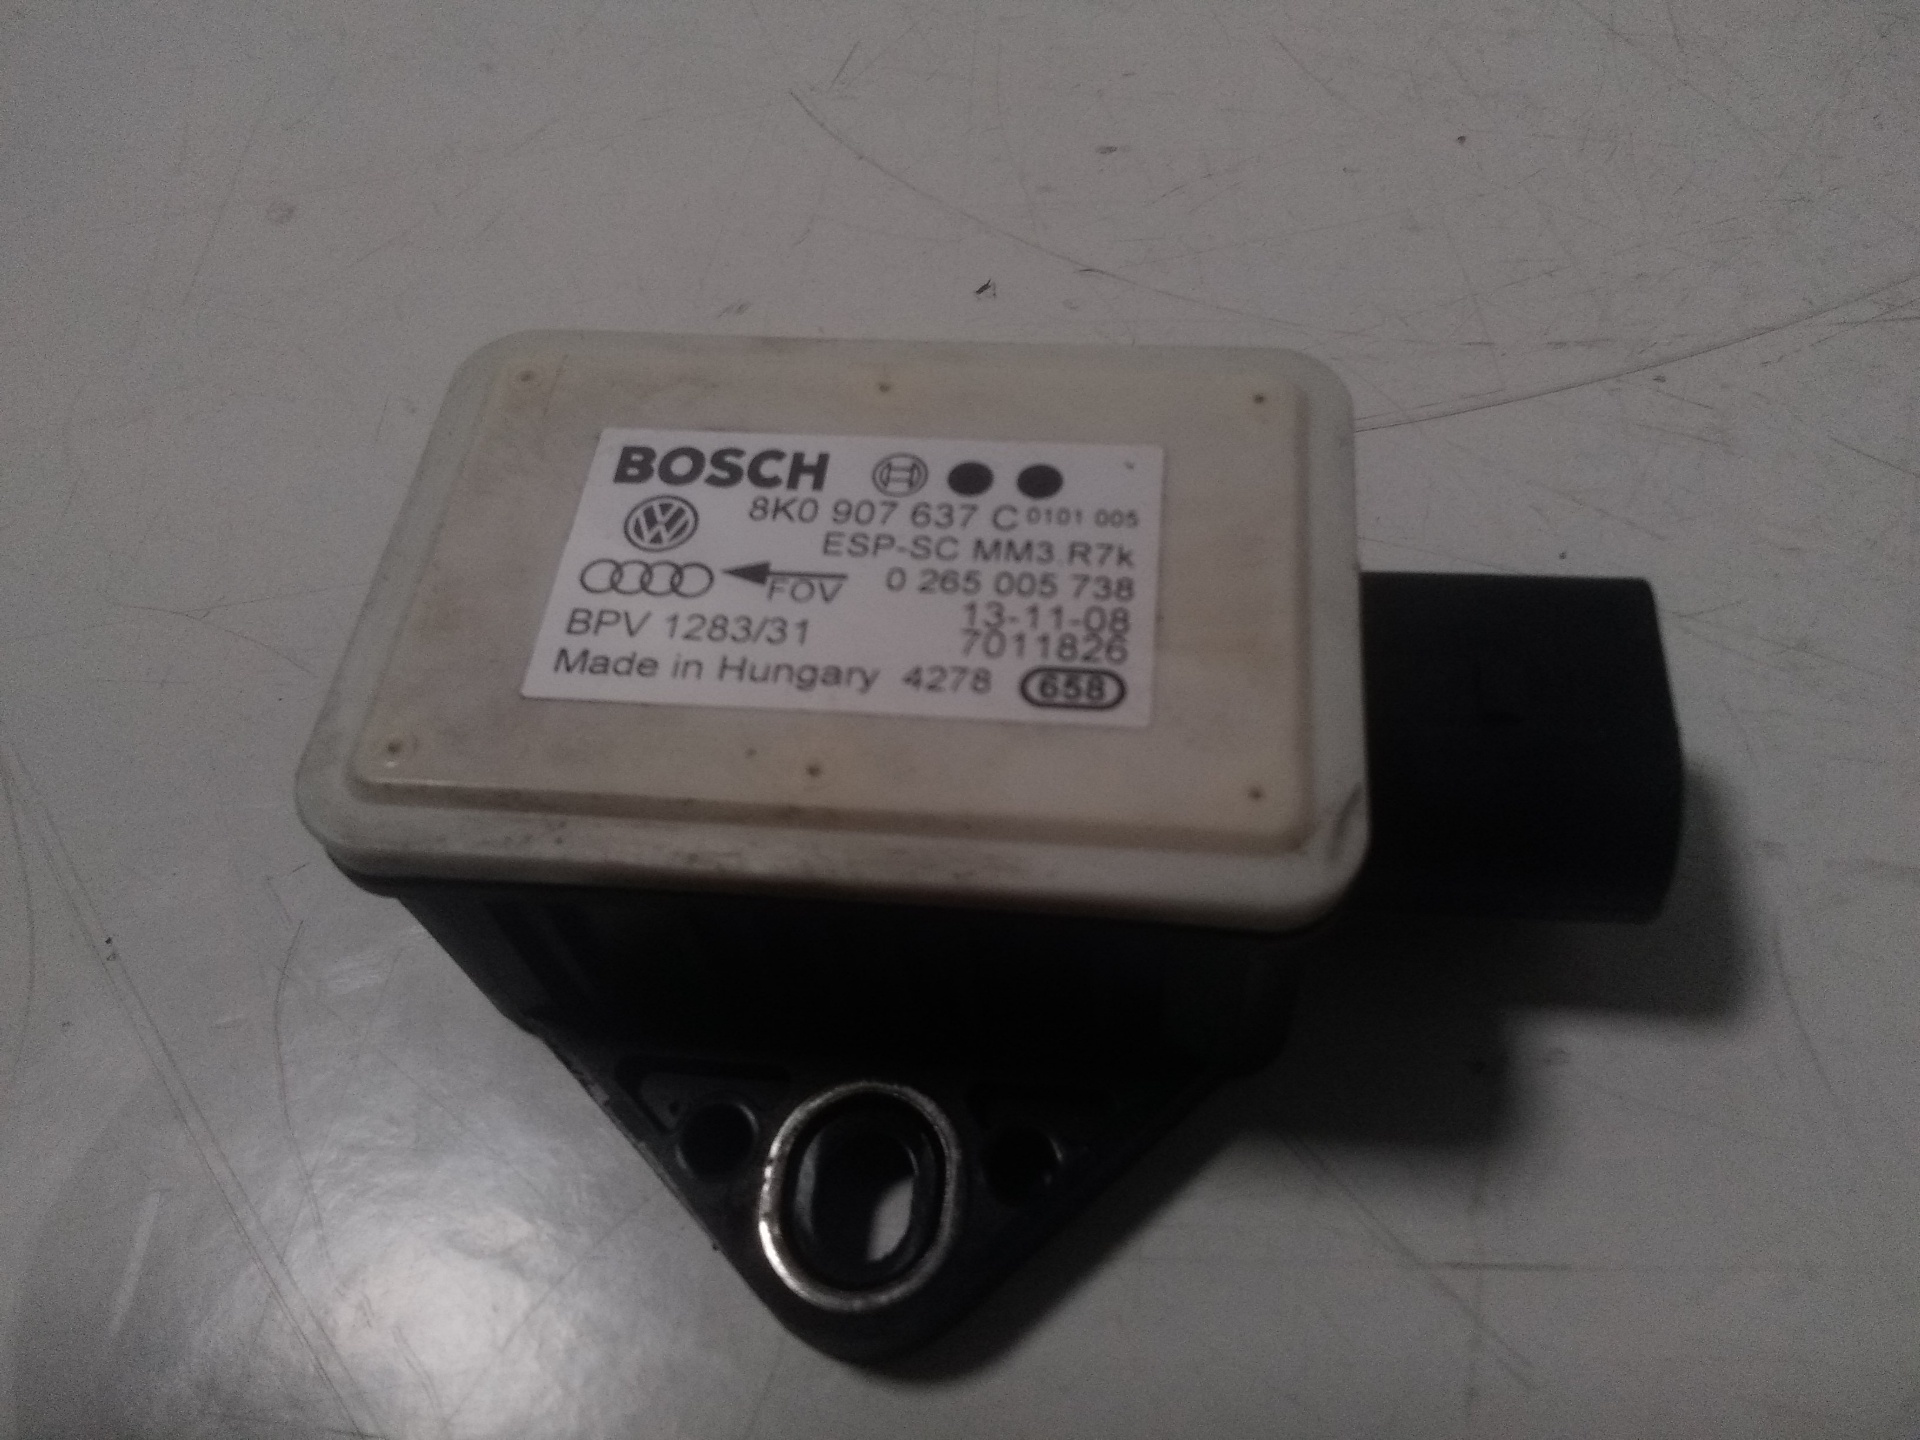 BOSCH
8K0 907 637 C 0101 005
ESP-SC MM3 R7k
FOV 0 265 005 738
13-11-08
BPV 1283/31
7011826
Made in Hungary 4278 658